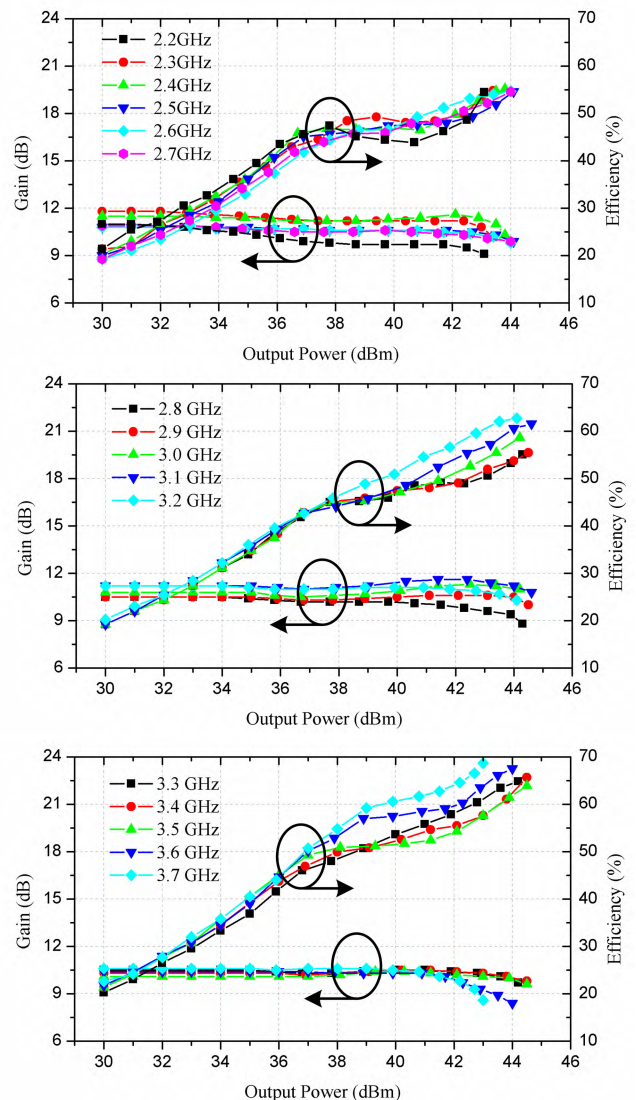 24
21
18
15
12
9
6
Gain (dB)
2.2GHz
2.3GHz
2.4GHz
2.5GHz
2.6GHz
2.7GHz
70
60
50
40
30
20
10
Efficiency (%)
30 32 34 36 38 40 42 44 46
Output Power (dBm)
24
21
18
15
12
9
6
Gain (dB)
2.8 GHz
2.9 GHz
3.0 GHz
3.1 GHz
3.2 GHz
70
60
50
40
30
20
10
Efficiency (%)
30 32 34 36 38 40 42 44 46
Output Power (dBm)
24
21
18
15
12
9
6
Gain (dB)
3.3 GHz
3.4 GHz
3.5 GHz
3.6 GHz
3.7 GHz
70
60
50
40
30
20
10
Efficiency (%)
30 32 34 36 38 40 42 44 46
Output Power (dBm)